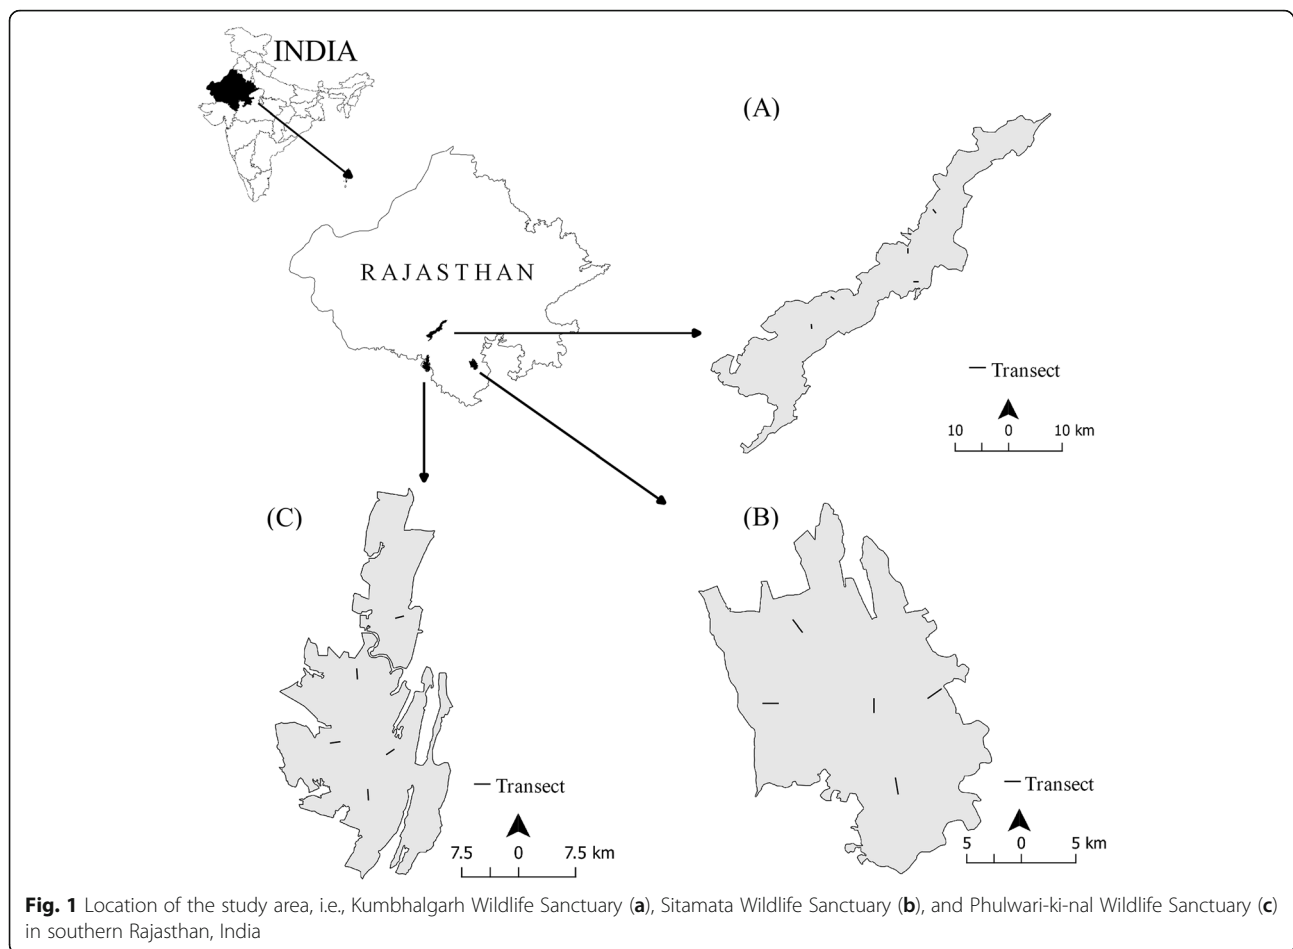 INDIA
(A)
RAJASTHAN
Transect
10 0 10 km
(C)
(B)
Transect
7.5 0 7.5 km
Transect
5 0 5 km
Fig. 1 Location of the study area, i.e., Kumbhalgarh Wildlife Sanctuary (a), Sitamata Wildlife Sanctuary (b), and Phulwari-ki-nal Wildlife Sanctuary (c)
in southern Rajasthan, India